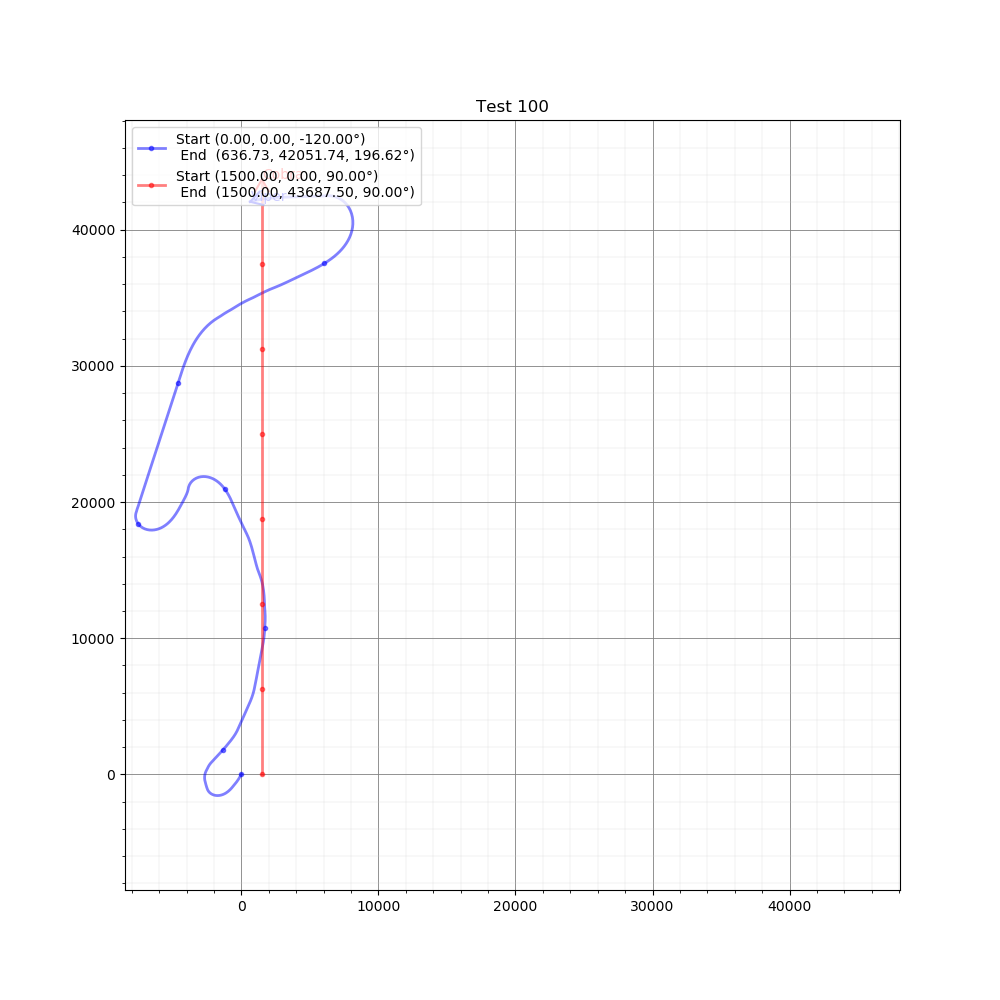 Test 100
Start (0.00, 0.00, -120.00°)
End (636.73, 42051.74, 196.62°)
Start (1500.00, 0.00, 90.00°)
End (1500.00, 43687.50, 90.00°)
40000
30000
20000
10000
0
0 10000 20000 30000 40000